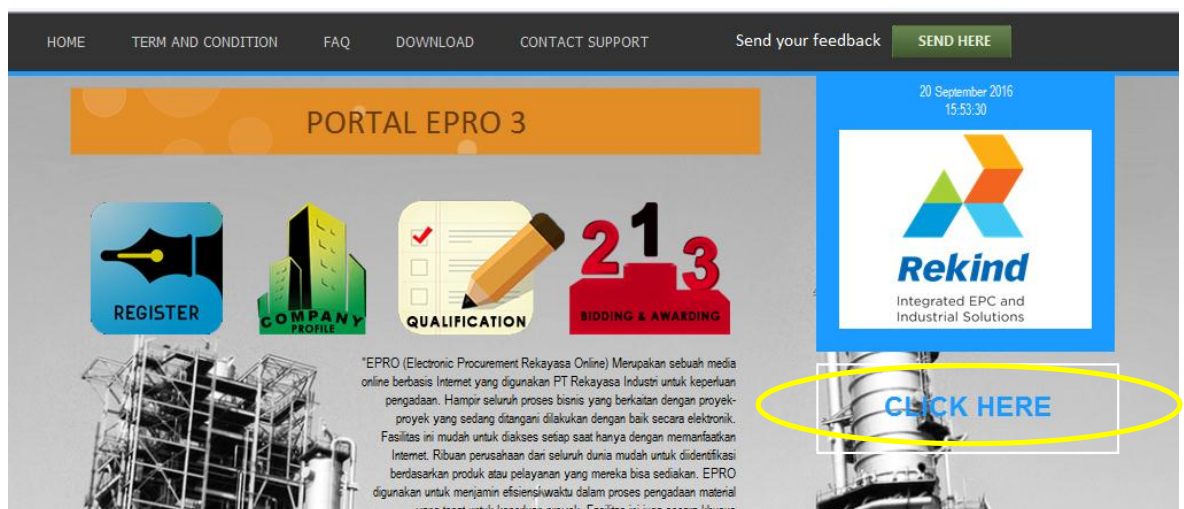 HOME TERM AND CONDITION FAQ DOWNLOAD CONTACT SUPPORT Send your feedback SEND HERE
20 September 2016
15:53:30
PORTAL EPRO 3
Rekind
Integrated EPC and
Industrial Solutions
REGISTER
COMPANY
PROFILE
QUALIFICATION
2 1 3
BIDDING & AWARDING
"EPRO (Electronic Procurement Rekayasa Online) Merupakan sebuah media
online berbasis Internet yang digunakan PT Rekayasa Industri untuk keperluan
pengadaan. Hampir seluruh proses bisnis yang berkaitan dengan proyek-
proyek yang sedang ditangani dilakukan dengan baik secara elektronik.
Fasilitas ini mudah untuk diakses setiap saat hanya dengan memanfaatkan
Internet. Ribuan perusahaan dari seluruh dunia mudah untuk diidentifikasi
berdasarkan produk atau pelayanan yang mereka bisa sediakan. EPRO
digunakan untuk menjamin efisiensi waktu dalam proses pengadaan material
CLICK HERE